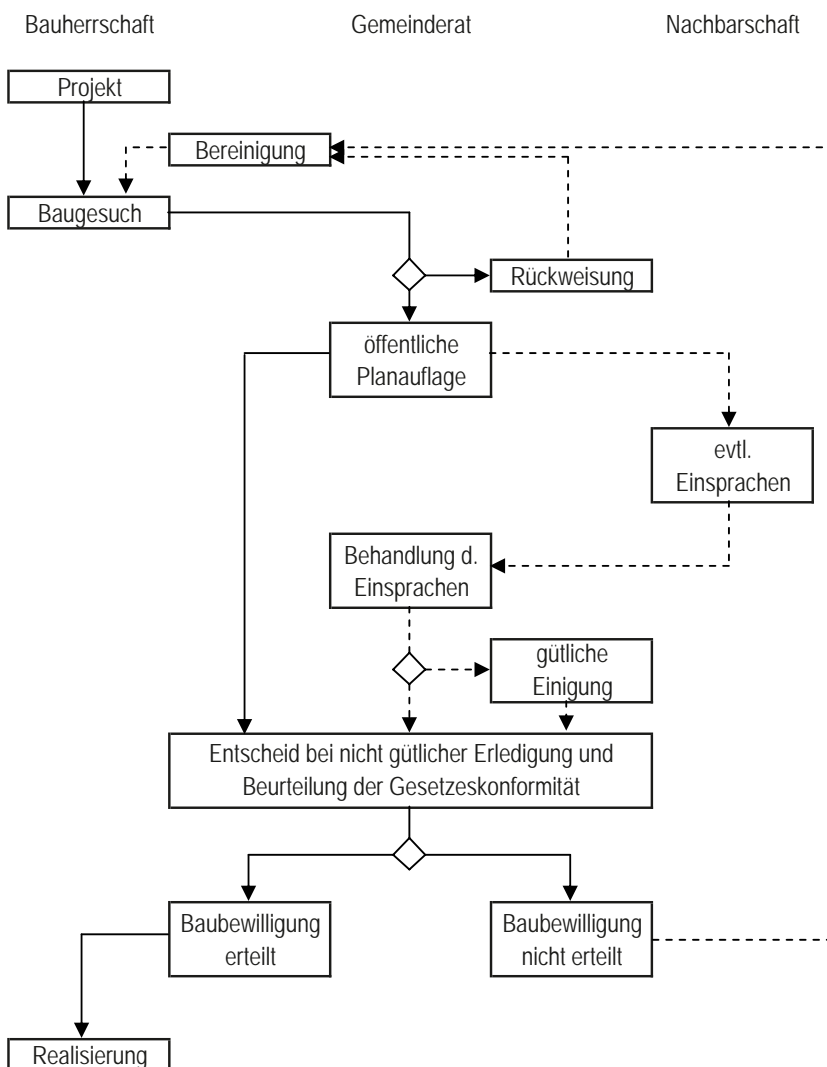 Bauherrschaft Gemeinderat Nachbarschaft
Projekt
Bereinigung
Baugesuch
Rückweisung
öffentliche
Planauflage
evtl.
Einsprachen
Behandlung d.
Einsprachen
gütliche
Einigung
Entscheid bei nicht gütlicher Erledigung und
Beurteilung der Gesetzeskonformität
Baubewilligung
erteilt
Baubewilligung
nicht erteilt
Realisierung